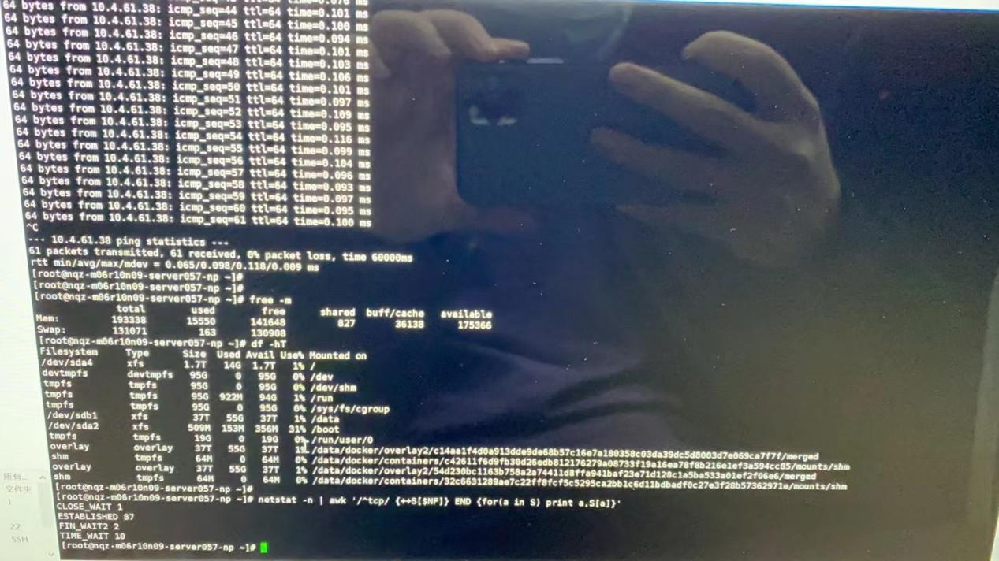 64 bytes from 10.4.61.38: icmp_seq=44 ttl=64 time=0.101 ms
64 bytes from 10.4.61.38: icmp_seq=45 ttl=64 time=0.100 ms
64 bytes from 10.4.61.38: icmp_seq=46 ttl=64 time=0.094 ms
64 bytes from 10.4.61.38: icmp_seq=47 ttl=64 time=0.101 ms
64 bytes from 10.4.61.38: icmp_seq=48 ttl=64 time=0.103 ms
64 bytes from 10.4.61.38: icmp_seq=49 ttl=64 time=0.106 ms
64 bytes from 10.4.61.38: icmp_seq=50 ttl=64 time=0.101 ms
64 bytes from 10.4.61.38: icmp_seq=51 ttl=64 time=0.097 ms
64 bytes from 10.4.61.38: icmp_seq=52 ttl=64 time=0.109 ms
64 bytes from 10.4.61.38: icmp_seq=53 ttl=64 time=0.095 ms
64 bytes from 10.4.61.38: icmp_seq=54 ttl=64 time=0.116 ms
64 bytes from 10.4.61.38: icmp_seq=55 ttl=64 time=0.099 ms
64 bytes from 10.4.61.38: icmp_seq=56 ttl=64 time=0.104 ms
64 bytes from 10.4.61.38: icmp_seq=57 ttl=64 time=0.096 ms
64 bytes from 10.4.61.38: icmp_seq=58 ttl=64 time=0.093 ms
64 bytes from 10.4.61.38: icmp_seq=59 ttl=64 time=0.097 ms
64 bytes from 10.4.61.38: icmp_seq=60 ttl=64 time=0.095 ms
64 bytes from 10.4.61.38: icmp_seq=61 ttl=64 time=0.100 ms
^C
--- 10.4.61.38 ping statistics ---
61 packets transmitted, 61 received, 0% packet loss, time 60000ms
rtt min/avg/max/mdev = 0.065/0.098/0.118/0.009 ms
[root@nqz-m06r10n09-server057-np ~]#
[root@nqz-m06r10n09-server057-np ~]#
[root@nqz-m06r10n09-server057-np ~]# free -m
total used free shared buff/cache available
Mem: 193338 15550 141648 827 36138 175366
Swap: 131071 163 130908
[root@nqz-m06r10n09-server057-np ~]# df -hT
Filesystem Type Size Used Avail Use% Mounted on
/dev/sda4 xfs 1.7T 14G 1.7T 1% /
devtmpfs devtmpfs 95G 0 95G 0% /dev
tmpfs tmpfs 95G 0 95G 0% /dev/shm
tmpfs tmpfs 95G 922M 94G 1% /run
tmpfs tmpfs 95G 0 95G 0% /sys/fs/cgroup
/dev/sdb1 xfs 37T 55G 37T 1% /data
/dev/sda2 xfs 509M 153M 356M 31% /boot
tmpfs tmpfs 19G 0 19G 0% /run/user/0
overlay overlay 37T 55G 37T 1% /data/docker/overlay2/c14aa1f4d0a913dde9de68b57c16e7a180358c03da39dc5d8003d7e069ca7f7f/merged
shm tmpfs 64M 0 64M 0% /data/docker/containers/c42611f6d9fb30d26edb812176279a08733f19a16ea78f8b216e1ef3a594cc85/mounts/shm
overlay overlay 37T 55G 37T 1% /data/docker/overlay2/54d230bc1163b758a2a74411d8ffa941baf23e71d128c1a5ba533a01ef2f06e6/merged
shm tmpfs 64M 0 64M 0% /data/docker/containers/32c6631289ae7c22ff8fcf5c5295ca2bb1c6d11bdbadf0c27e3f28b57362971e/mounts/shm
[root@nqz-m06r10n09-server057-np ~]#
[root@nqz-m06r10n09-server057-np ~]# netstat -n | awk '/^tcp/ {++S[$NF]} END {for(a in S) print a,S[a]}'
CLOSE_WAIT 1
ESTABLISHED 87
FIN_WAIT2 2
TIME_WAIT 10
[root@nqz-m06r10n09-server057-np ~]#
所有...
文件夹
1
22
SSH